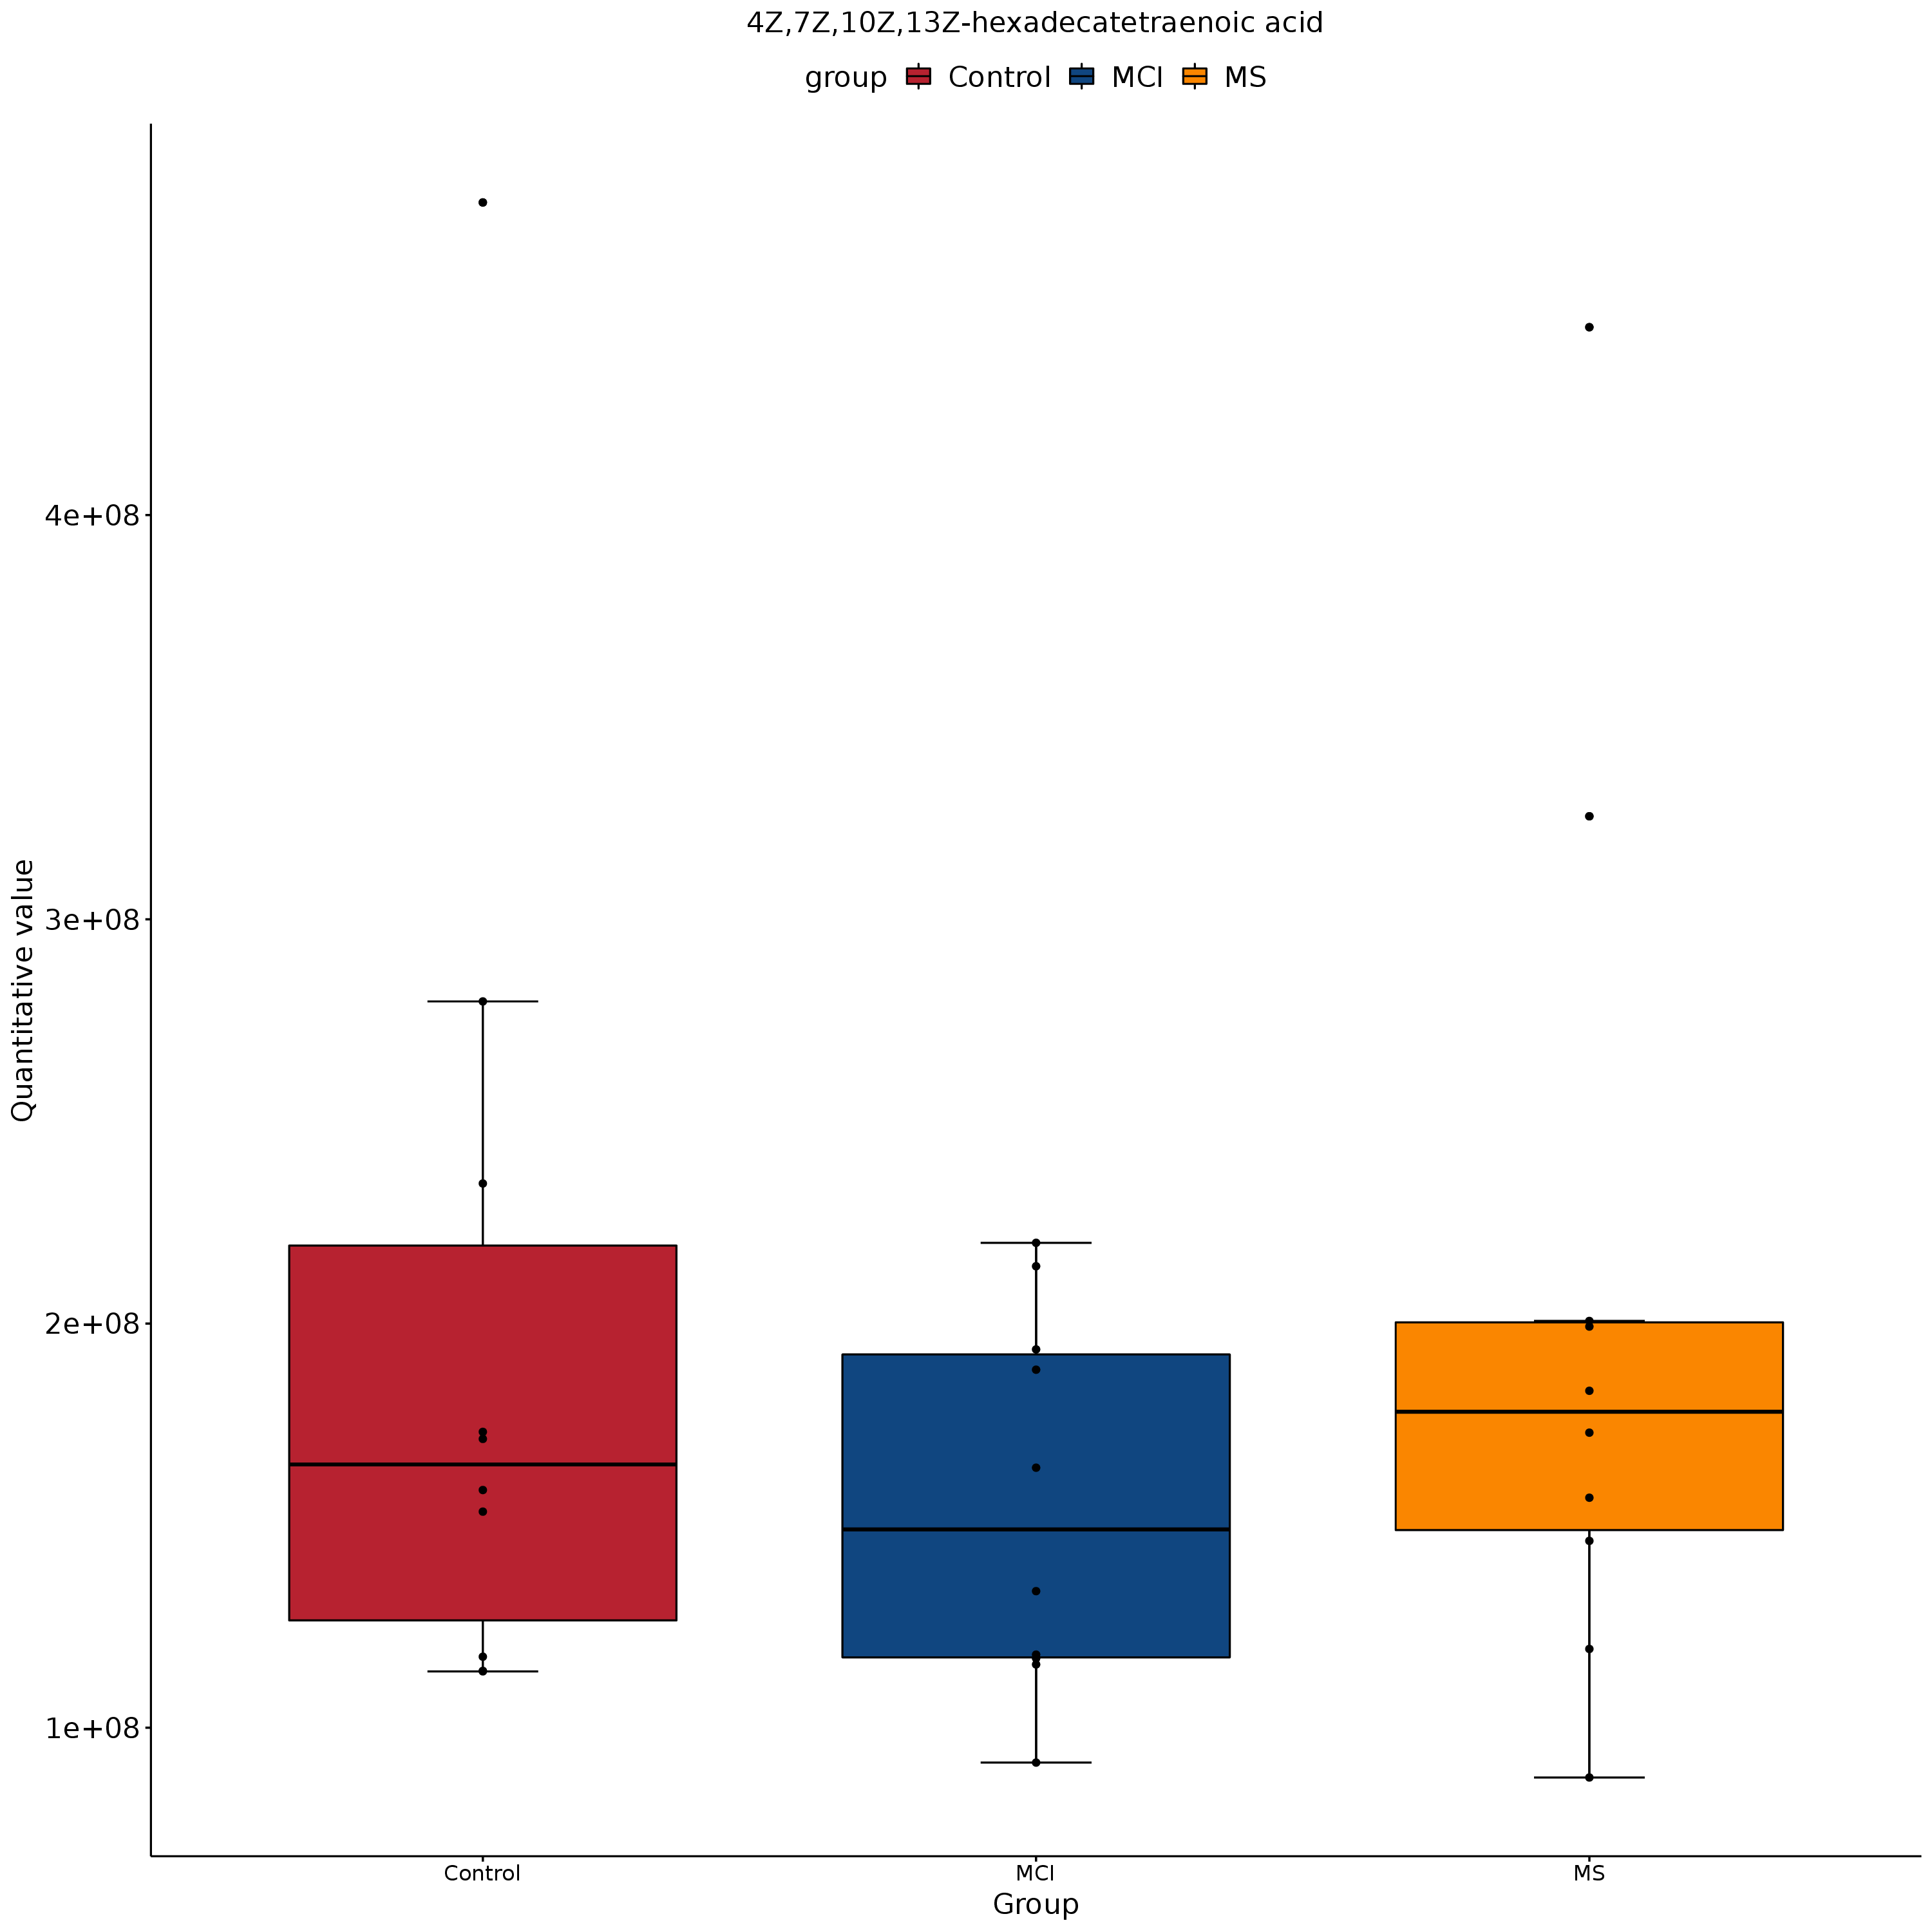 4Z,7Z,10Z,13Z-hexadecatetraenoic acid
group Control MCI MS
Quantitative value
4e+08
3e+08
2e+08
1e+08
Control MCI MS
Group